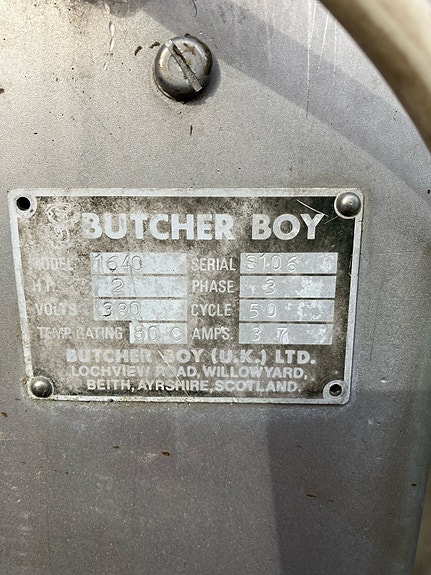 BUTCHER BOY
MODEL 1640 SERIAL S106
H.P. 2 PHASE 3
VOLTS 380 CYCLE 50
TEMP. RATING 80 C AMPS. 3 7
BUTCHER BOY (U.K.) LTD.
LOCHVIEW ROAD, WILLOWYARD,
BEITH, AYRSHIRE, SCOTLAND.